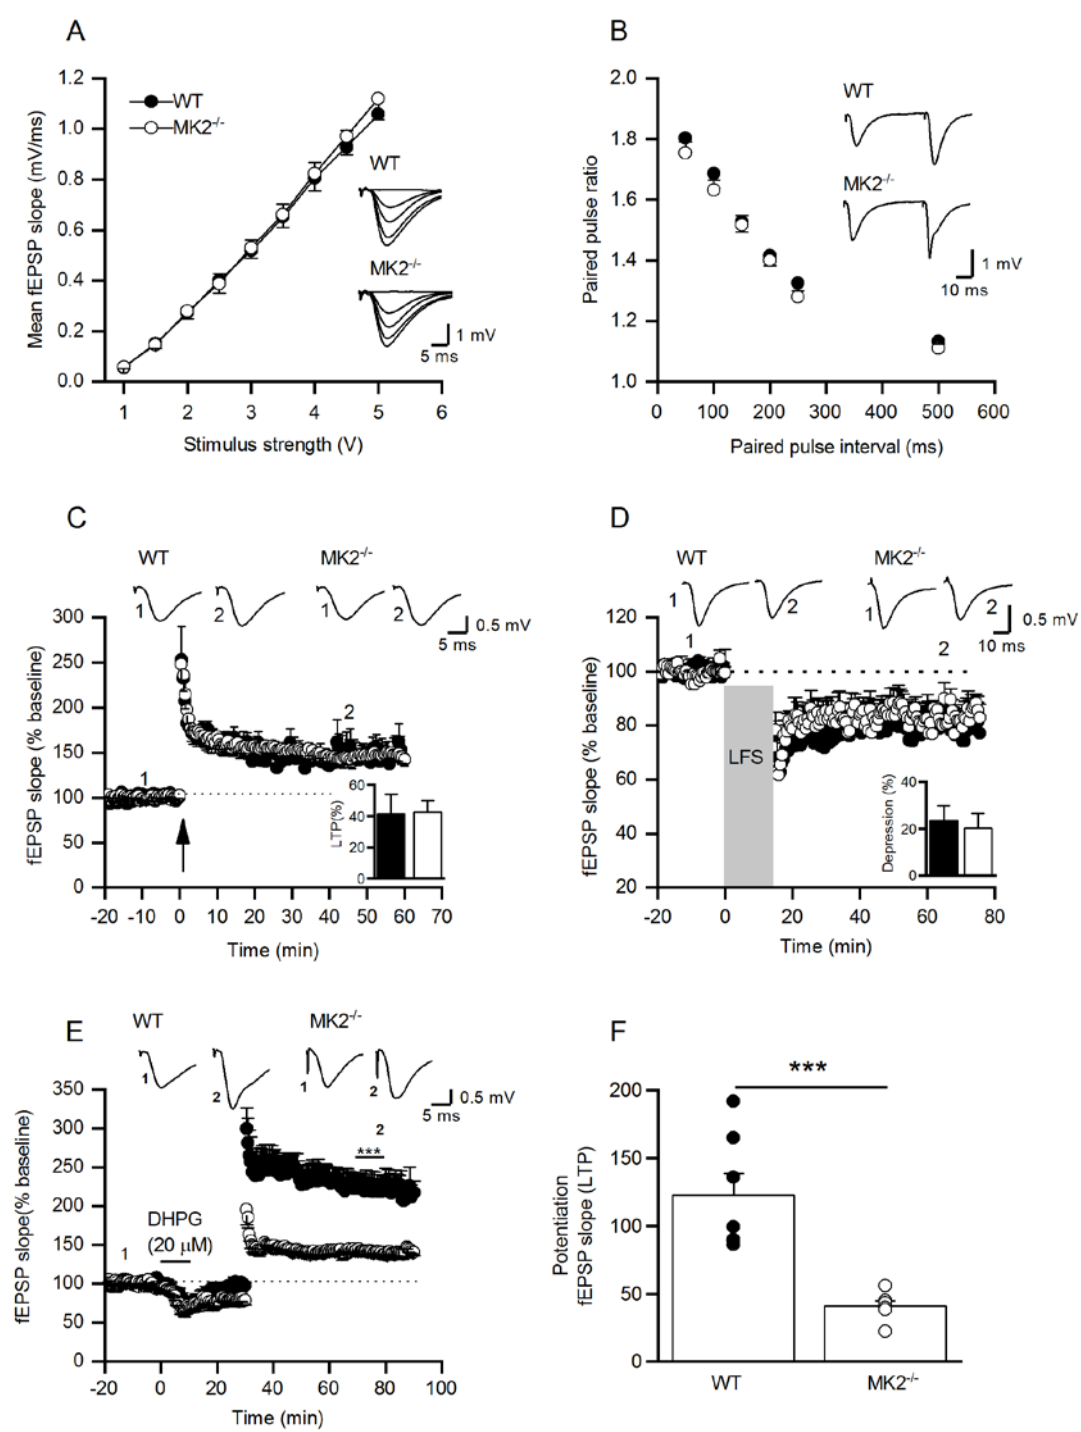 A
Mean fEPSP slope (mV/ms)
1.2
1.0
0.8
0.6
0.4
0.2
0.0
WT
MK2-/-
WT
MK2-/-
1 mV
5 ms
1 2 3 4 5 6
Stimulus strength (V)
B
Paired pulse ratio
2.0
1.8
1.6
1.4
1.2
1.0
WT
MK2-/-
1 mV
10 ms
0 100 200 300 400 500 600
Paired pulse interval (ms)
C
WT MK2-/-
1 2 1 2
0.5 mV
5 ms
fEPSP slope (% baseline)
300
250
200
150
100
50
0
1
2
LTP(%)
60
40
20
0
-20 -10 0 10 20 30 40 50 60 70
Time (min)
D
WT MK2-/-
1 2 1 2
0.5 mV
10 ms
fEPSP slope (% baseline)
120
100
80
60
40
20
1
2
LFS
Depression (%)
40
20
0
-20 0 20 40 60 80
Time (min)
E
WT MK2-/-
1 2 1 2
0.5 mV
5 ms
fEPSP slope(% baseline)
350
300
250
200
150
100
50
0
2
***
DHPG
(20 µM)
1
-20 0 20 40 60 80 100
Time (min)
F
Potentiation
fEPSP slope (LTP)
200
150
100
50
0
***
WT MK2-/-